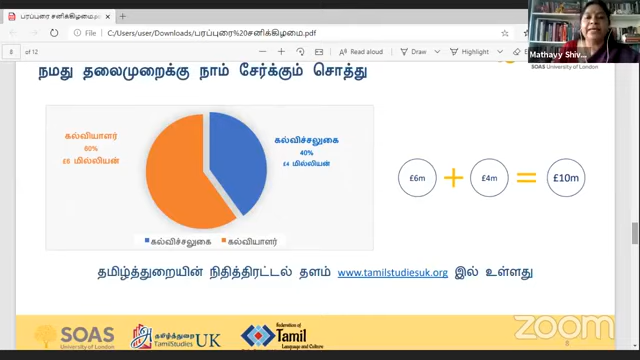 பரப்புரை சனிக்கிழமை.pdf
File | C:/Users/user/Downloads/பரப்புரை%20சனிக்கிழமை.pdf
8 of 12
Read aloud
Draw
Highlight
Mathavy Shiv...
SOAS University of London
நமது தலைமுறைக்கு நாம் சேர்க்கும் சொத்து
கல்வியாளர்
60%
£6 மில்லியன்
கல்விச்சலுகை
40%
£4 மில்லியன்
£6m + £4m = £10m
கல்விச்சலுகை கல்வியாளர்
தமிழ்த்துறையின் நிதித்திரட்டல் தளம் www.tamilstudiesuk.org இல் உள்ளது
SOAS
University of London
தமிழ்த்துறை
TamilStudies UK
Federation of
Tamil
Language and Culture
8
zoom